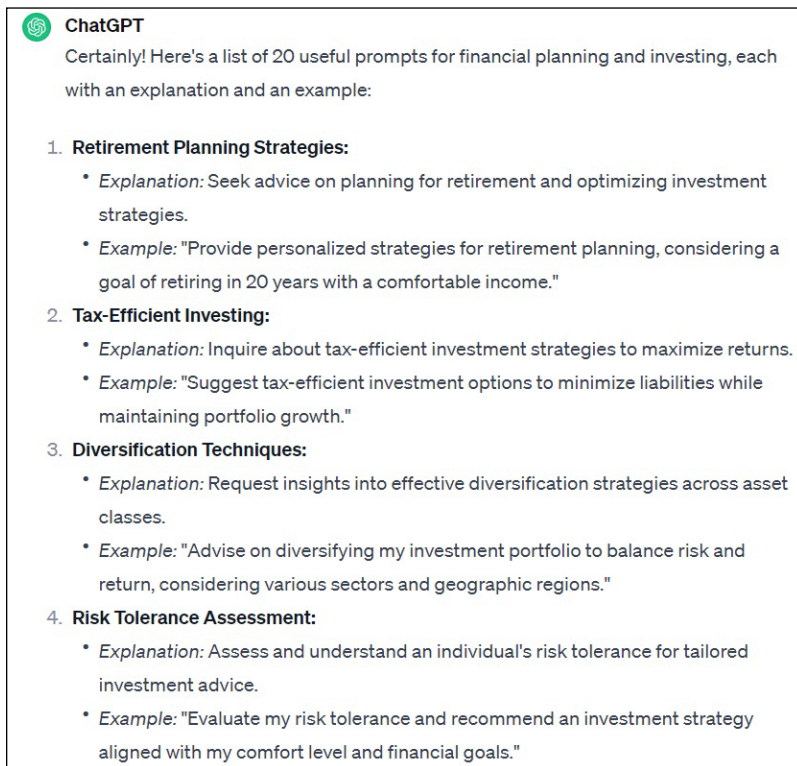 ChatGPT
Certainly! Here's a list of 20 useful prompts for financial planning and investing, each
with an explanation and an example:
1. Retirement Planning Strategies:
• Explanation: Seek advice on planning for retirement and optimizing investment
strategies.
• Example: "Provide personalized strategies for retirement planning, considering a
goal of retiring in 20 years with a comfortable income."
2. Tax-Efficient Investing:
• Explanation: Inquire about tax-efficient investment strategies to maximize returns.
• Example: "Suggest tax-efficient investment options to minimize liabilities while
maintaining portfolio growth."
3. Diversification Techniques:
• Explanation: Request insights into effective diversification strategies across asset
classes.
• Example: "Advise on diversifying my investment portfolio to balance risk and
return, considering various sectors and geographic regions."
4. Risk Tolerance Assessment:
• Explanation: Assess and understand an individual's risk tolerance for tailored
investment advice.
• Example: "Evaluate my risk tolerance and recommend an investment strategy
aligned with my comfort level and financial goals."